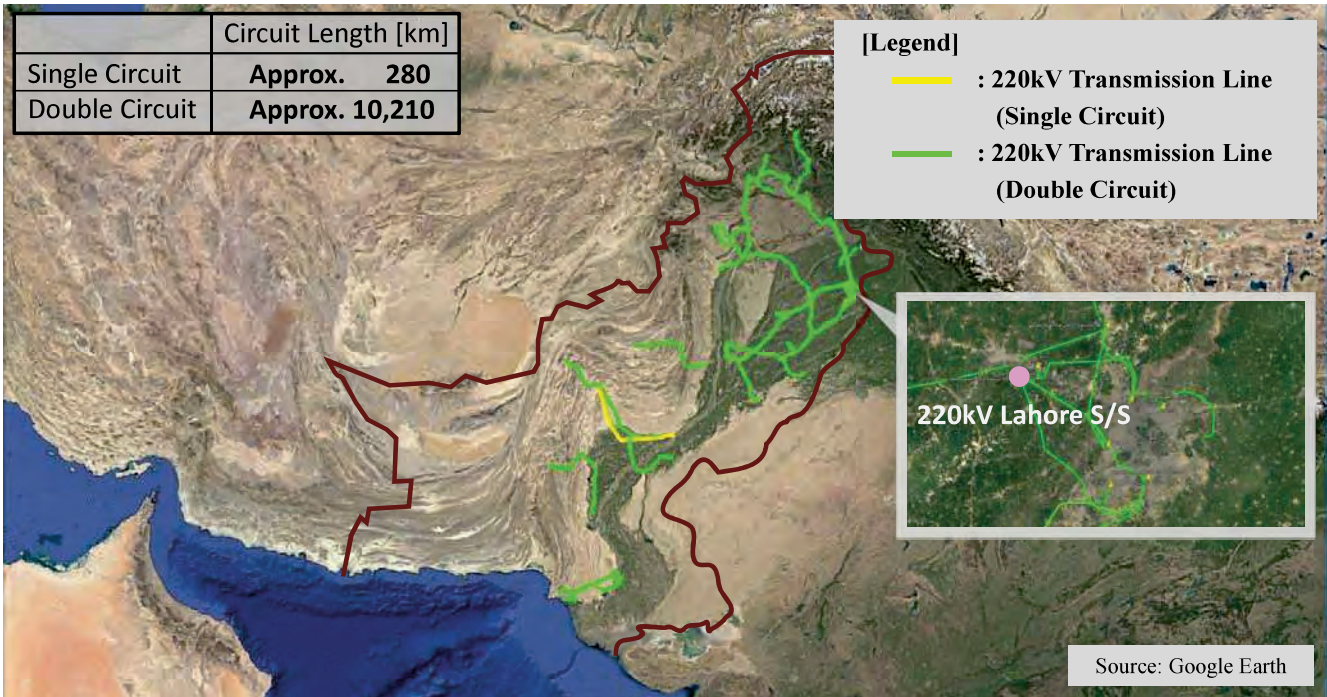 Circuit Length [km]
Single Circuit Approx. 280
Double Circuit Approx. 10,210
[Legend]
: 220kV Transmission Line
(Single Circuit)
: 220kV Transmission Line
(Double Circuit)
220kV Lahore S/S
Source: Google Earth